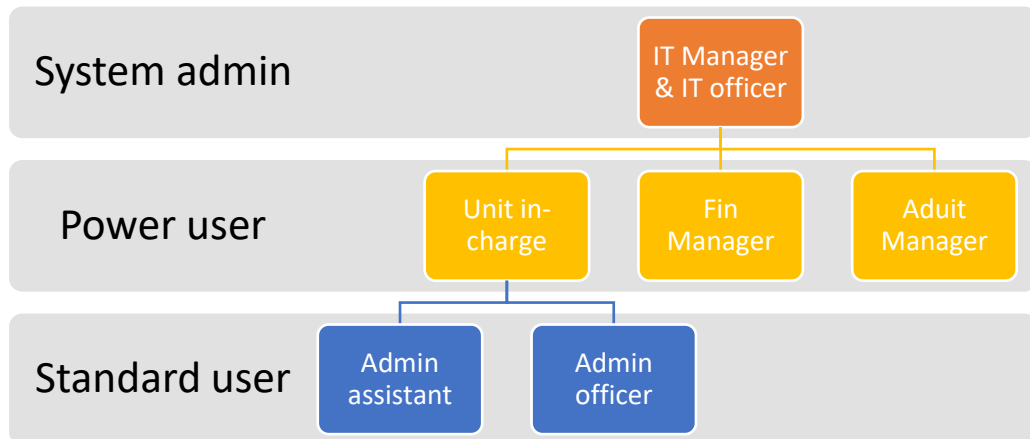 System admin
IT Manager
& IT officer
Power user
Unit in-
charge
Fin
Manager
Aduit
Manager
Standard user
Admin
assistant
Admin
officer